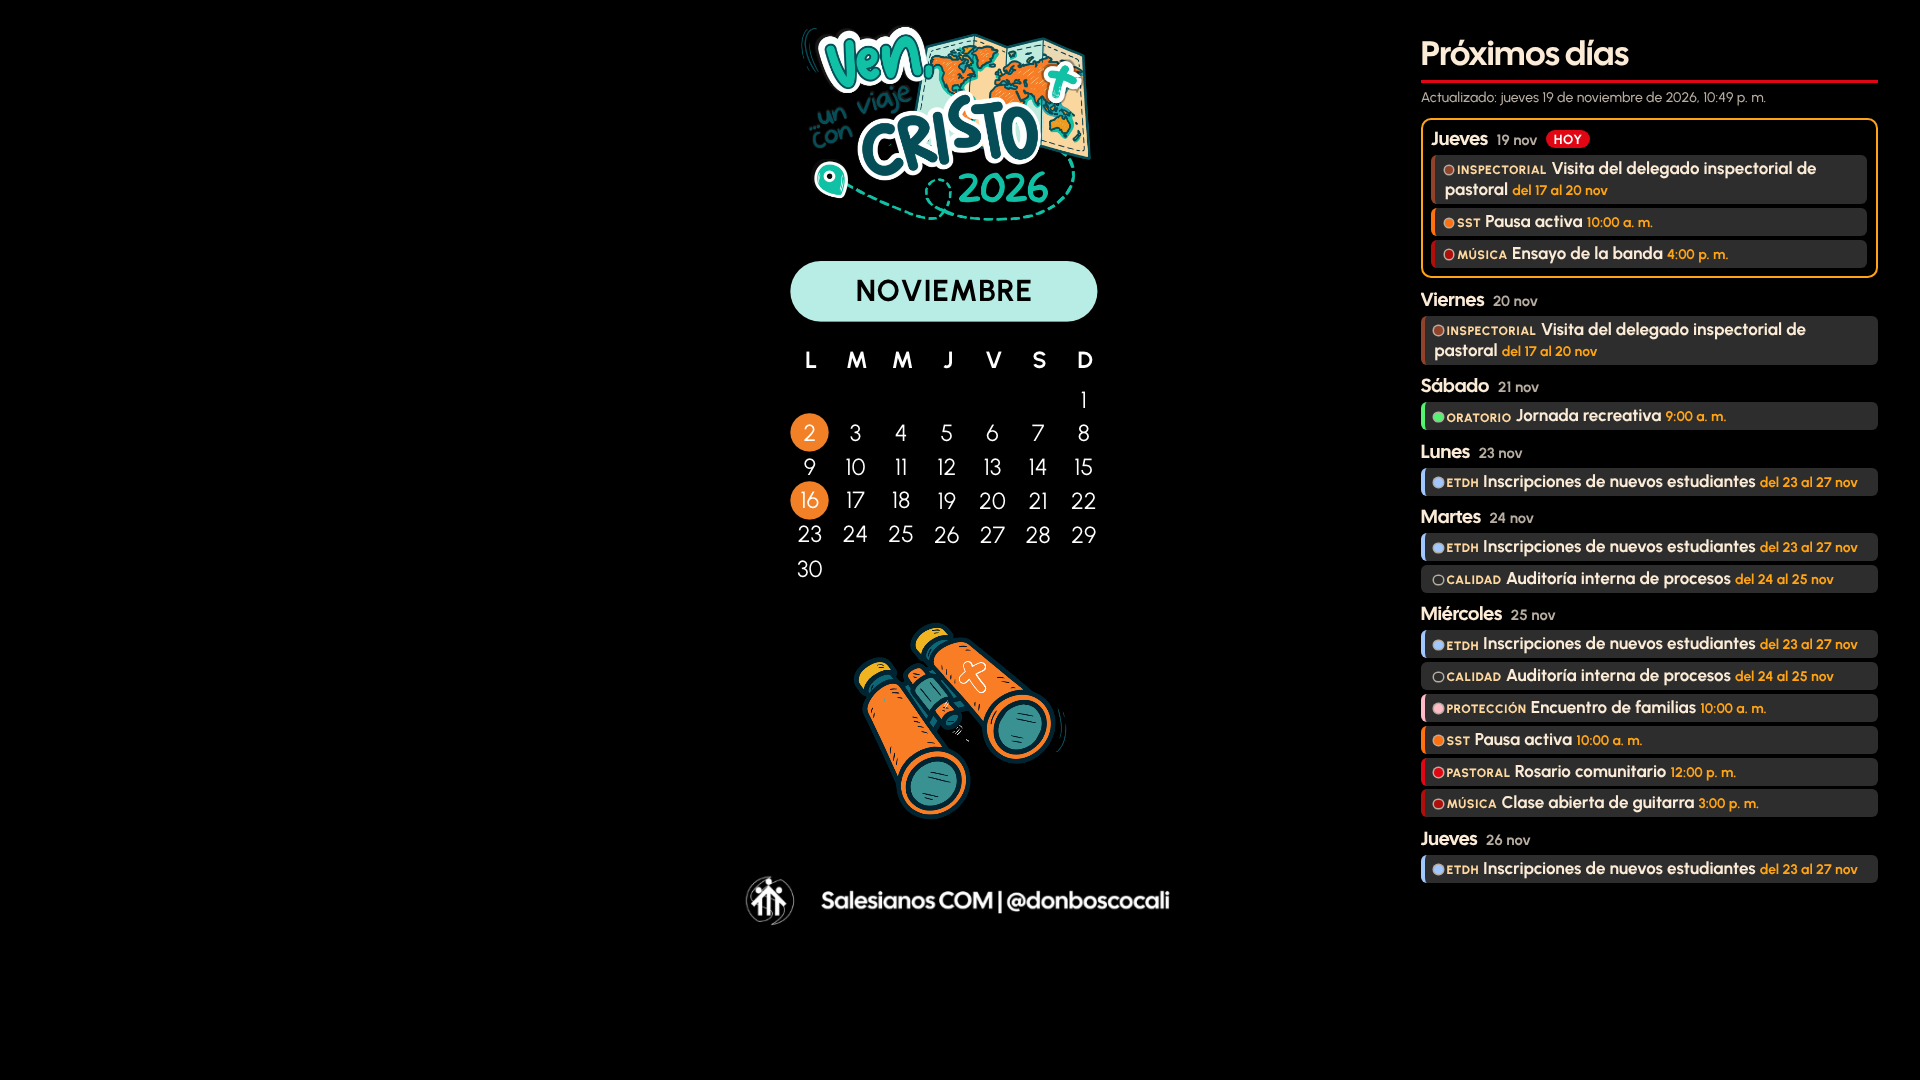 Ven,
...un viaje
con
CRISTO
2026
NOVIEMBRE
L M M J V S D
1
2 3 4 5 6 7 8
9 10 11 12 13 14 15
16 17 18 19 20 21 22
23 24 25 26 27 28 29
30
Salesianos COM | @donboscocali
Próximos días
Actualizado: jueves 19 de noviembre de 2026, 10:49 p. m.
Jueves 19 nov HOY
INSPECTORIAL Visita del delegado inspectorial de
pastoral del 17 al 20 nov
SST Pausa activa 10:00 a. m.
MÚSICA Ensayo de la banda 4:00 p. m.
Viernes 20 nov
INSPECTORIAL Visita del delegado inspectorial de
pastoral del 17 al 20 nov
Sábado 21 nov
ORATORIO Jornada recreativa 9:00 a. m.
Lunes 23 nov
ETDH Inscripciones de nuevos estudiantes del 23 al 27 nov
Martes 24 nov
ETDH Inscripciones de nuevos estudiantes del 23 al 27 nov
CALIDAD Auditoría interna de procesos del 24 al 25 nov
Miércoles 25 nov
ETDH Inscripciones de nuevos estudiantes del 23 al 27 nov
CALIDAD Auditoría interna de procesos del 24 al 25 nov
PROTECCIÓN Encuentro de familias 10:00 a. m.
SST Pausa activa 10:00 a. m.
PASTORAL Rosario comunitario 12:00 p. m.
MÚSICA Clase abierta de guitarra 3:00 p. m.
Jueves 26 nov
ETDH Inscripciones de nuevos estudiantes del 23 al 27 nov